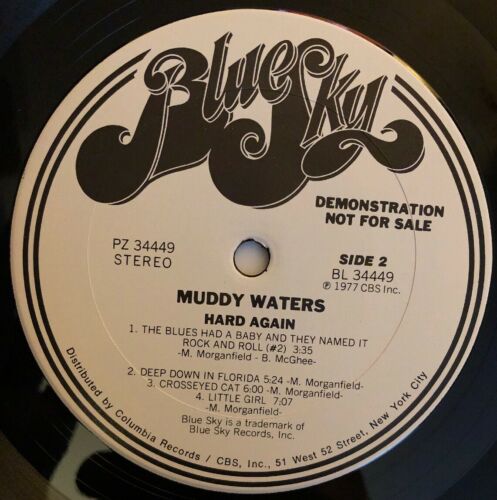 Blue Sky
DEMONSTRATION
NOT FOR SALE
PZ 34449
STEREO
SIDE 2
BL 34449
℗ 1977 CBS Inc.
MUDDY WATERS
HARD AGAIN
1. THE BLUES HAD A BABY AND THEY NAMED IT
ROCK AND ROLL (#2) 3:35
-M. Morganfield - B. McGhee-
2. DEEP DOWN IN FLORIDA 5:24 -M. Morganfield-
3. CROSSEYED CAT 6:00 -M. Morganfield-
4. LITTLE GIRL 7:07
-M. Morganfield-
Blue Sky is a trademark of
Blue Sky Records, Inc.
Distributed by Columbia Records / CBS, Inc., 51 West 52 Street, New York City